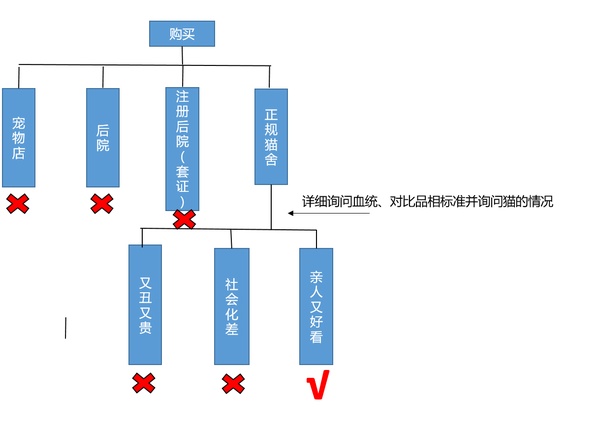 购买
宠物店
后院
注册后院(套证)
正规猫舍
详细询问血统、对比品相标准并询问猫的情况
又丑又贵
社会化差
亲人又好看